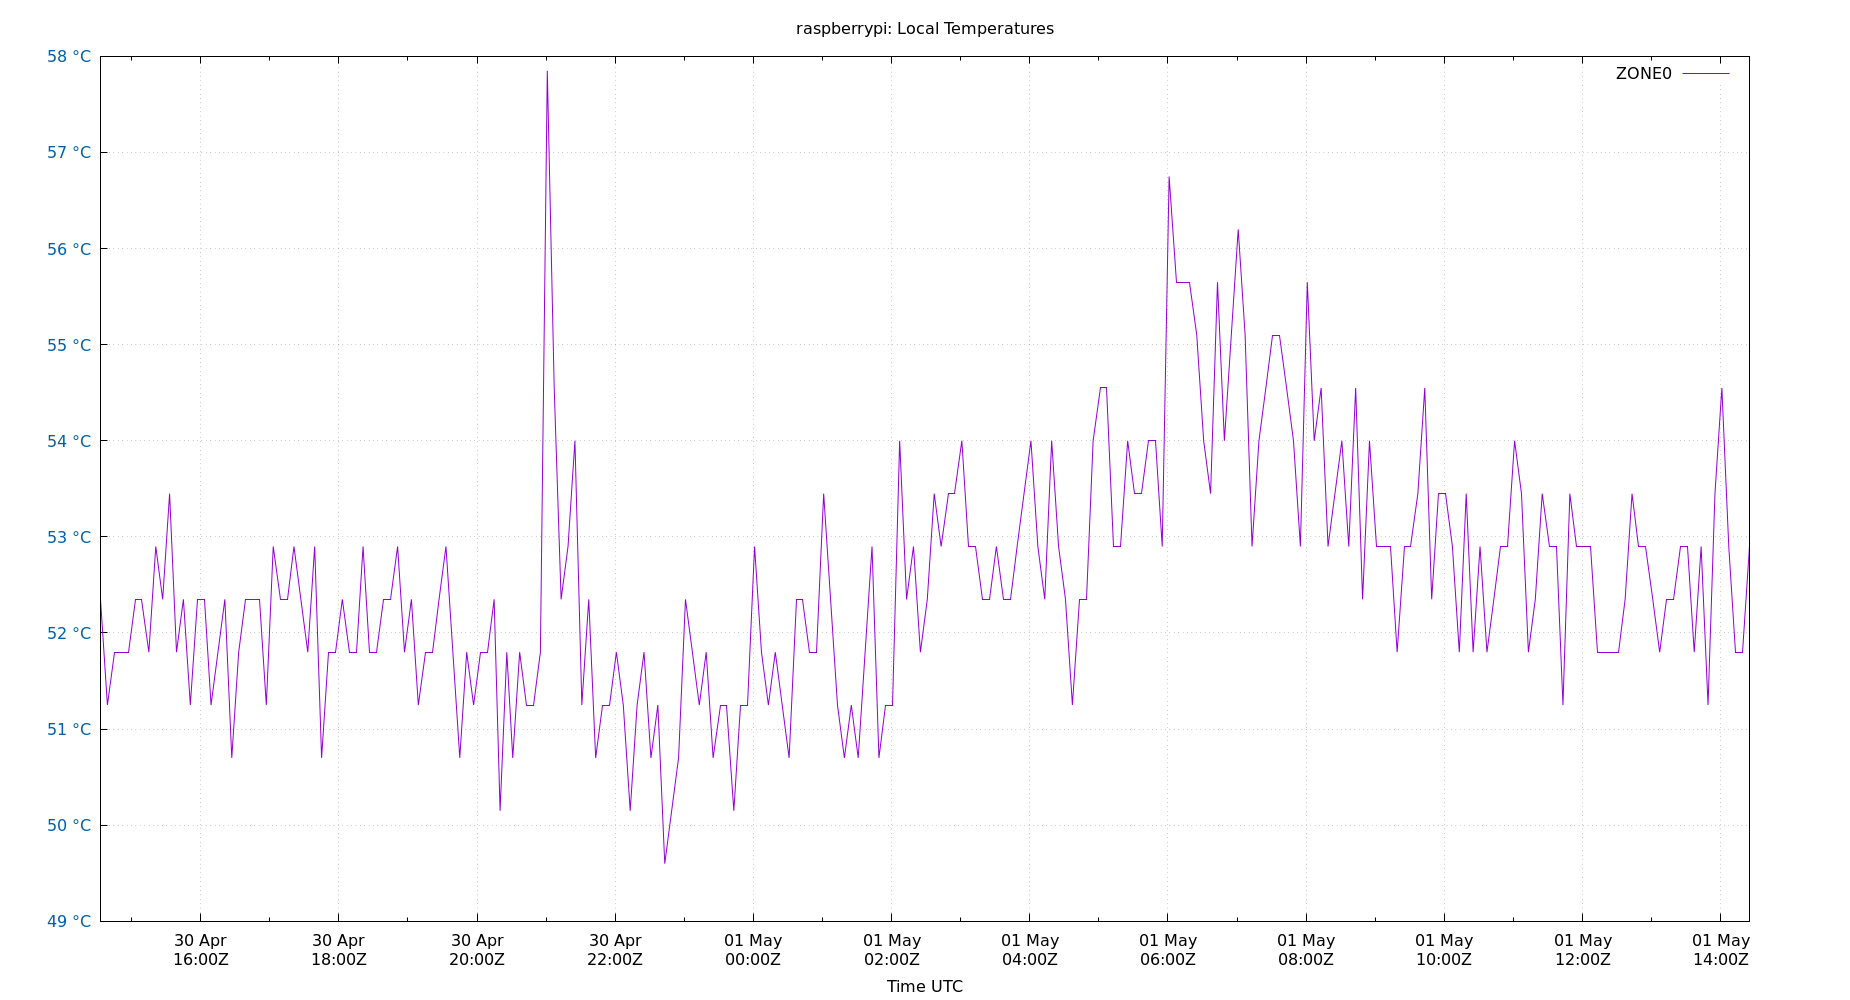 raspberrypi: Local Temperatures
58 °C
ZONE0
57 °C
56 °C
55 °C
54 °C
53 °C
52 °C
51 °C
50 °C
49 °C
30 Apr 30 Apr 30 Apr 30 Apr 01 May 01 May 01 May 01 May 01 May 01 May 01 May 01 May
16:00Z 18:00Z 20:00Z 22:00Z 00:00Z 02:00Z 04:00Z 06:00Z 08:00Z 10:00Z 12:00Z 14:00Z
Time UTC